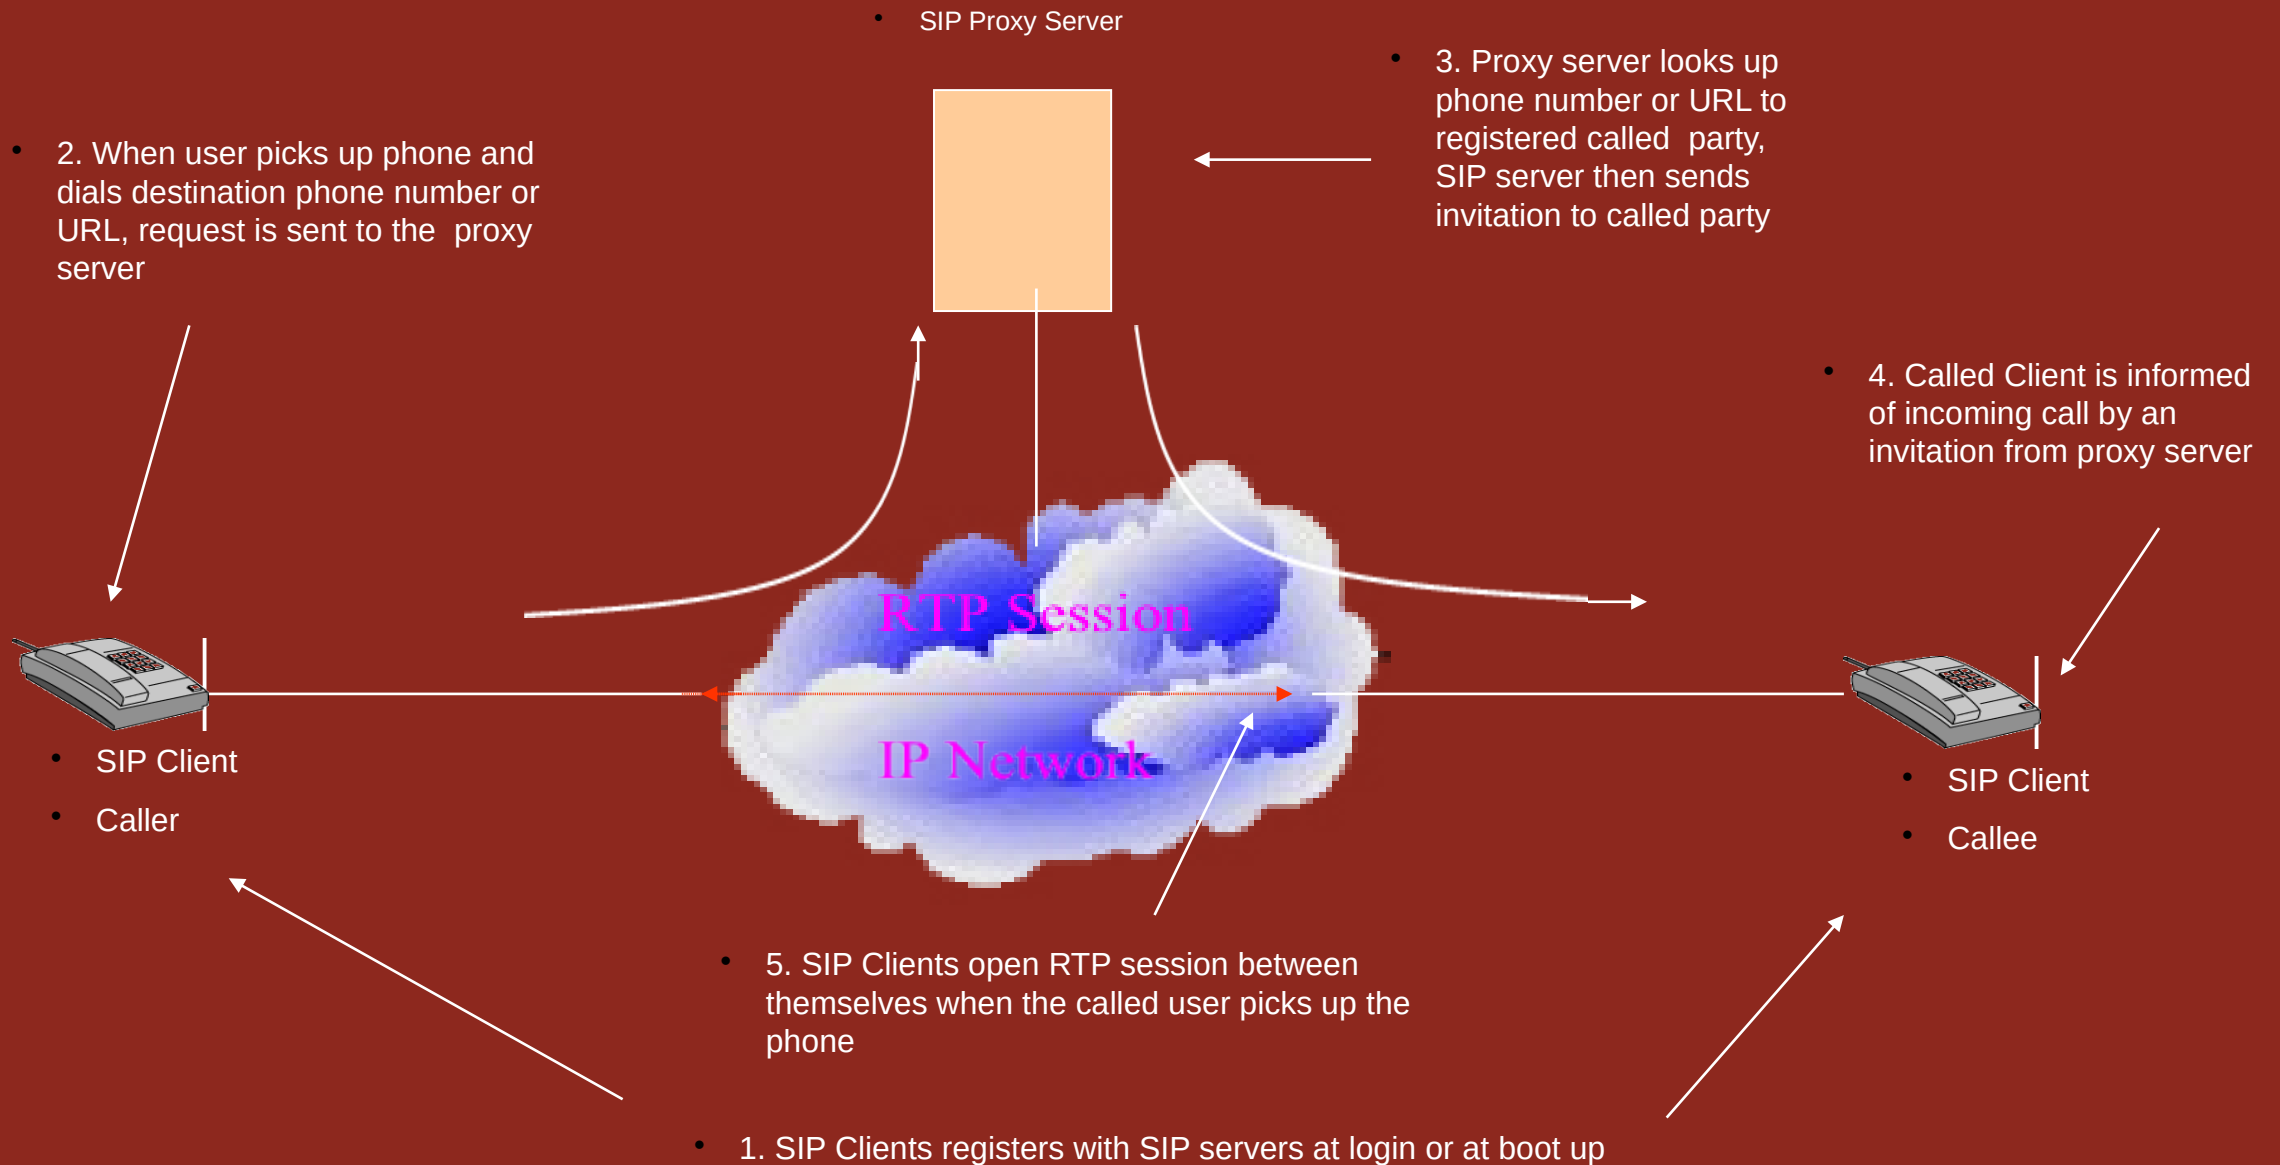 • SIP Proxy Server
• 3. Proxy server looks up
phone number or URL to
registered called  party,
SIP server then sends
invitation to called party
• 2. When user picks up phone and
dials destination phone number or
URL, request is sent to the  proxy
server
• 4. Called Client is informed
of incoming call by an
invitation from proxy server
RTP Session
IP Network
• SIP Client
• Caller
• SIP Client
• Callee
• 5. SIP Clients open RTP session between
themselves when the called user picks up the
phone
• 1. SIP Clients registers with SIP servers at login or at boot up